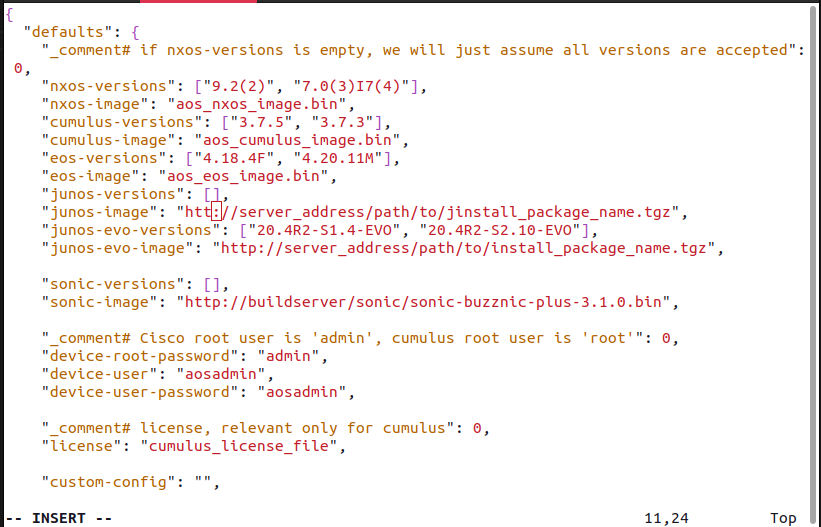 {
"defaults": {
"_comment# if nxos-versions is empty, we will just assume all versions are accepted":
0,
"nxos-versions": ["9.2(2)", "7.0(3)I7(4)"],
"nxos-image": "aos_nxos_image.bin",
"cumulus-versions": ["3.7.5", "3.7.3"],
"cumulus-image": "aos_cumulus_image.bin",
"eos-versions": ["4.18.4F", "4.20.11M"],
"eos-image": "aos_eos_image.bin",
"junos-versions": [],
"junos-image": "htt://server_address/path/to/jinstall_package_name.tgz",
"junos-evo-versions": ["20.4R2-S1.4-EVO", "20.4R2-S2.10-EVO"],
"junos-evo-image": "http://server_address/path/to/install_package_name.tgz",
"sonic-versions": [],
"sonic-image": "http://buildserver/sonic/sonic-buzznic-plus-3.1.0.bin",
"_comment# Cisco root user is 'admin', cumulus root user is 'root'": 0,
"device-root-password": "admin",
"device-user": "aosadmin",
"device-user-password": "aosadmin",
"_comment# license, relevant only for cumulus": 0,
"license": "cumulus_license_file",
"custom-config": "",
-- INSERT -- 11,24 Top